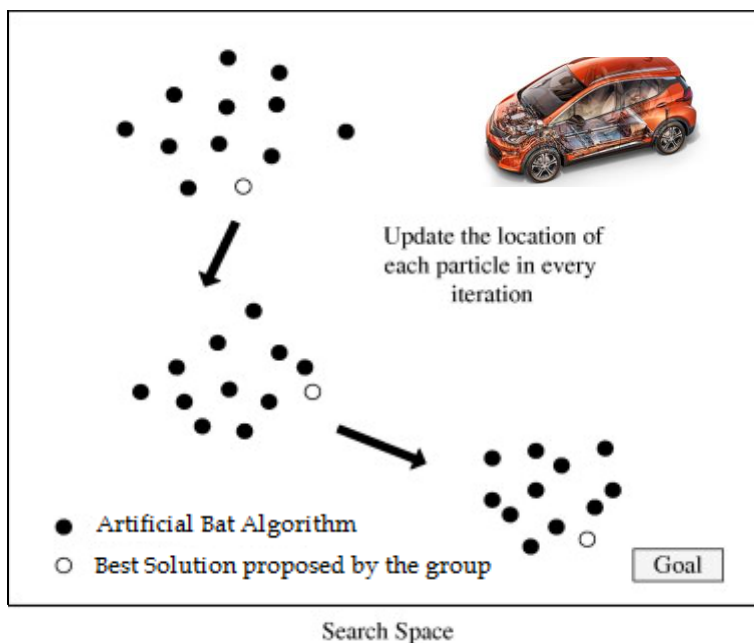 Update the location of
each particle in every
iteration
Artificial Bat Algorithm
Best Solution proposed by the group
Goal
Search Space